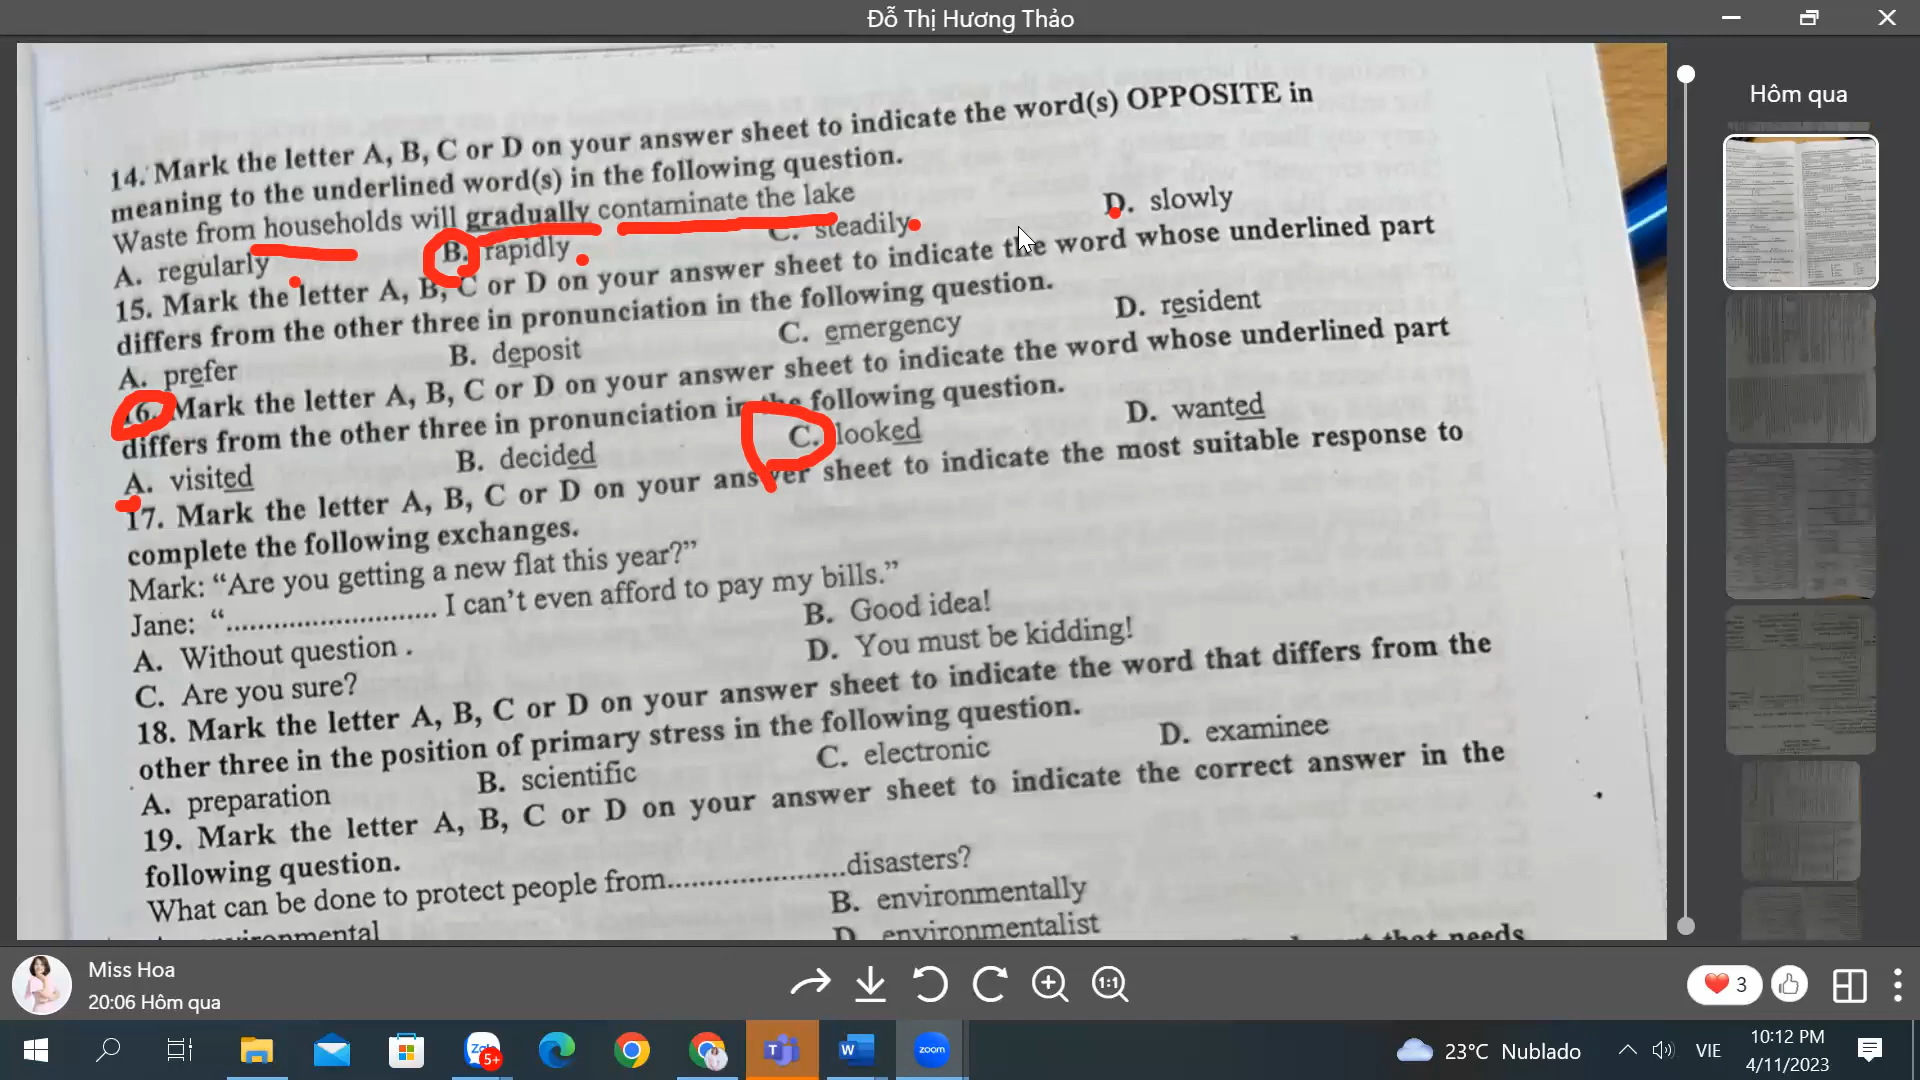 Đỗ Thị Hương Thảo
14. Mark the letter A, B, C or D on your answer sheet to indicate the word(s) OPPOSITE in
meaning to the underlined word(s) in the following question.
Waste from households will gradually contaminate the lake
A. regularly B. rapidly C. steadily D. slowly
15. Mark the letter A, B, C or D on your answer sheet to indicate the word whose underlined part
differs from the other three in pronunciation in the following question.
A. prefer B. deposit C. emergency D. resident
16. Mark the letter A, B, C or D on your answer sheet to indicate the word whose underlined part
differs from the other three in pronunciation in the following question.
A. visited B. decided C. looked D. wanted
17. Mark the letter A, B, C or D on your answer sheet to indicate the most suitable response to
complete the following exchanges.
Mark: “Are you getting a new flat this year?”
Jane: “.......................... I can’t even afford to pay my bills.”
A. Without question . B. Good idea!
C. Are you sure? D. You must be kidding!
18. Mark the letter A, B, C or D on your answer sheet to indicate the word that differs from the
other three in the position of primary stress in the following question.
A. preparation B. scientific C. electronic D. examinee
19. Mark the letter A, B, C or D on your answer sheet to indicate the correct answer in the
following question.
What can be done to protect people from.......................disasters?
B. environmentally
D. environmentalist
that needs
Hôm qua
Miss Hoa
20:06 Hôm qua
1:1
3
Zalo
5+
T
W
zoom
23°C Nublado
VIE
10:12 PM
4/11/2023